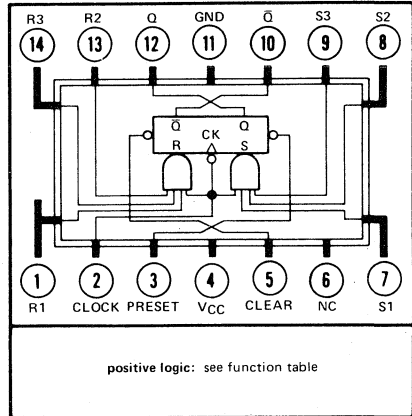 R3 R2 Q GND Q̄ S3 S2
14 13 12 11 10 9 8
Q̄ Q
CK
R S
1 2 3 4 5 6 7
R1 CLOCK PRESET VCC CLEAR NC S1
positive logic: see function table